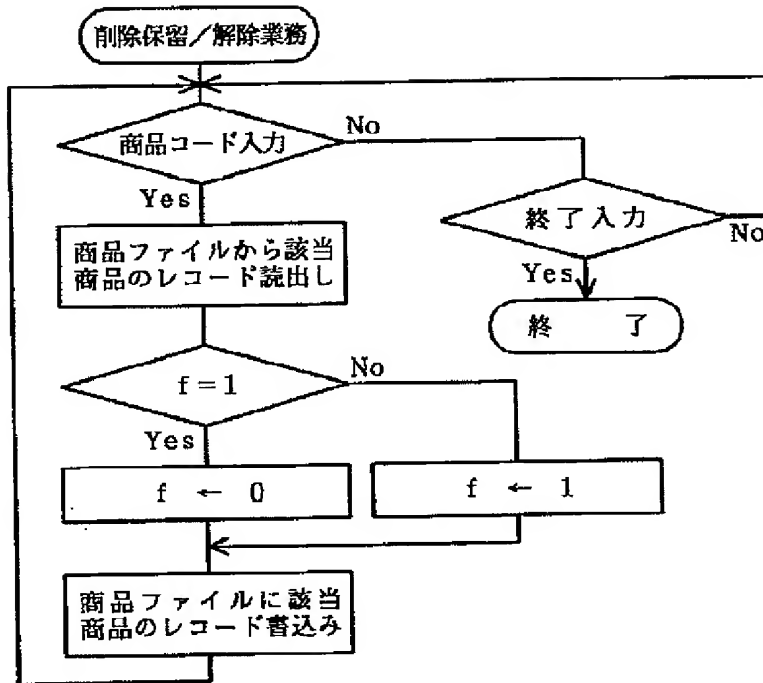 削除保留/解除業務
商品コード入力
No
Yes
終了入力
No
Yes
商品ファイルから該当
商品のレコード読出し
終 了
f=1
No
Yes
f ← 0
f ← 1
商品ファイルに該当
商品のレコード書込み